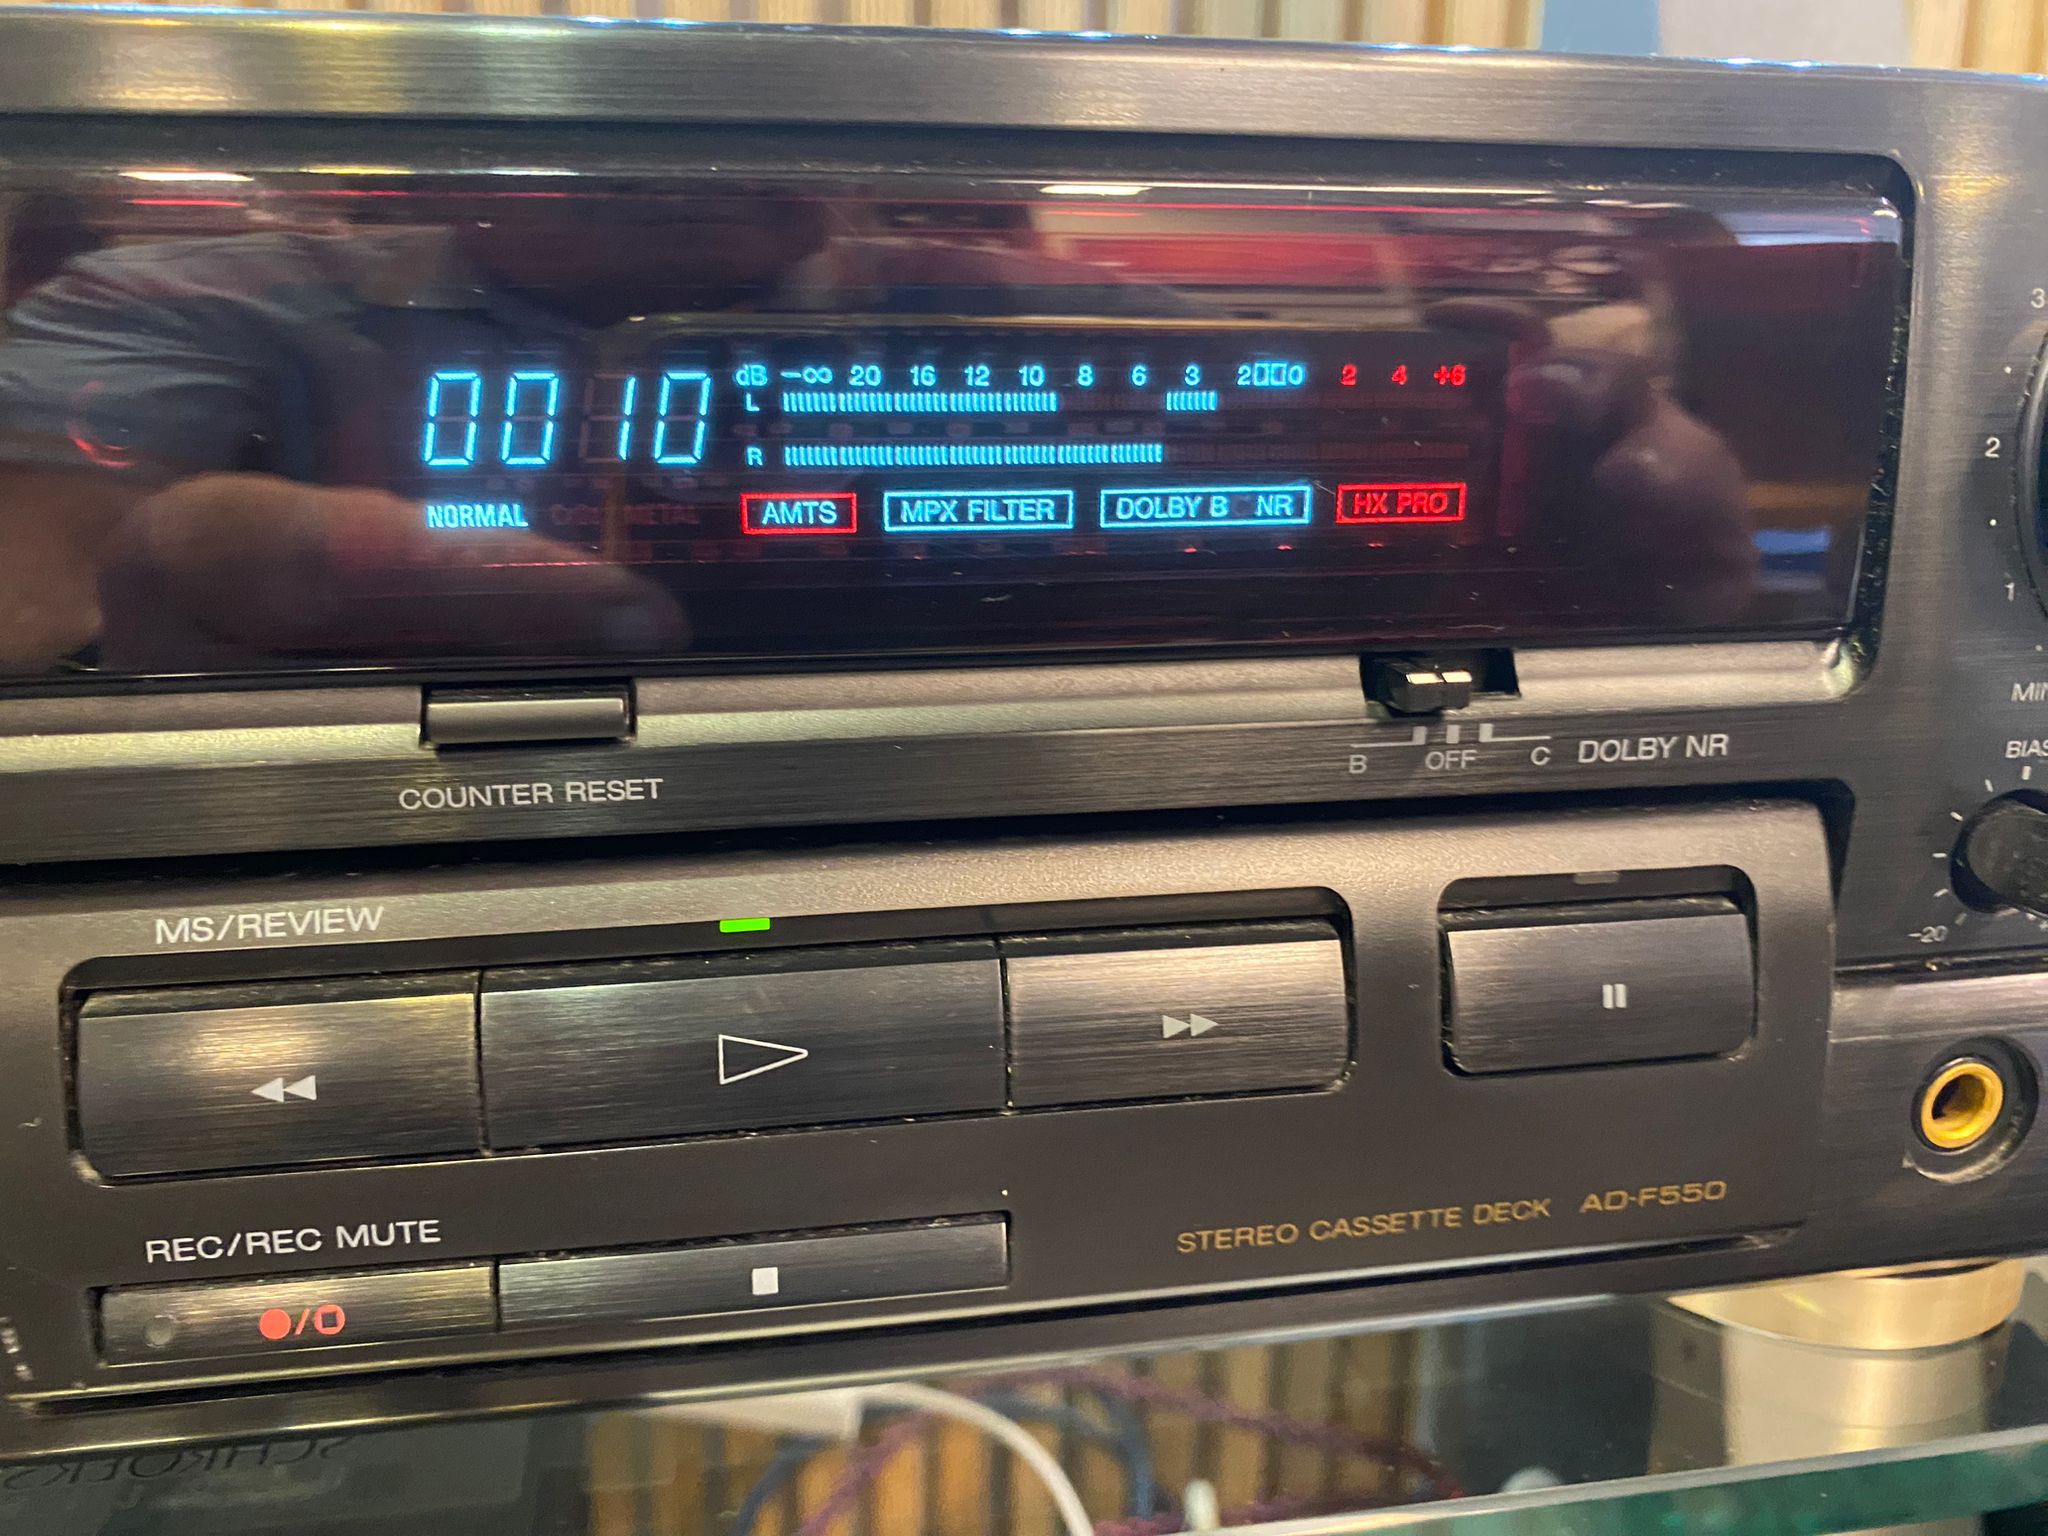 0010
dB -∞ 20 16 12 10 8 6 3 2 0 2 4 +6
L
R
NORMAL METAL AMTS MPX FILTER DOLBY B C NR HX PRO
3
2
1
MIN
COUNTER RESET
B OFF C DOLBY NR
BIAS
-20
MS/REVIEW
REC/REC MUTE
STEREO CASSETTE DECK AD-F550